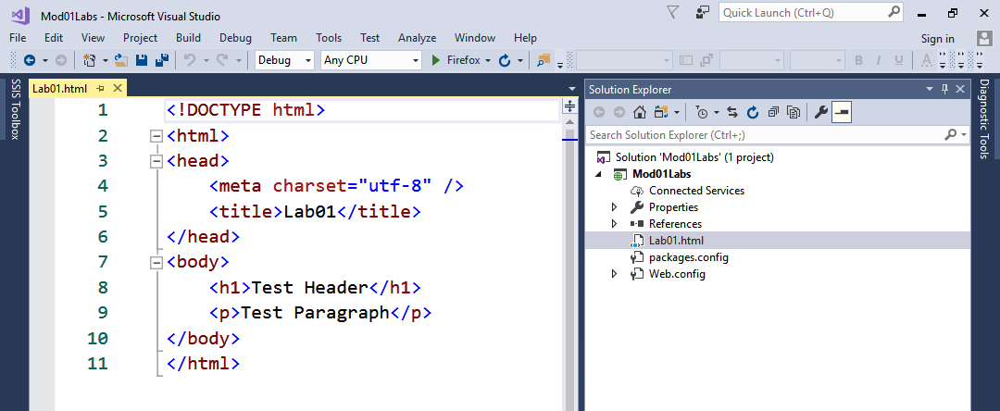 Mod01Labs - Microsoft Visual Studio
Quick Launch (Ctrl+Q)
File Edit View Project Build Debug Team Tools Test Analyze Window Help
Sign in
Debug Any CPU Firefox B I U A
SSIS Toolbox
Lab01.html
1 <!DOCTYPE html>
2 <html>
3 <head>
4 <meta charset="utf-8" />
5 <title>Lab01</title>
6 </head>
7 <body>
8 <h1>Test Header</h1>
9 <p>Test Paragraph</p>
10 </body>
11 </html>
Solution Explorer
Search Solution Explorer (Ctrl+;)
Solution 'Mod01Labs' (1 project)
Mod01Labs
Connected Services
Properties
References
Lab01.html
packages.config
Web.config
Diagnostic Tools